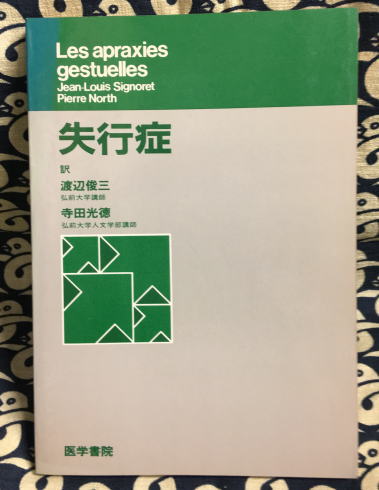 Les apraxies
gestuelles
Jean-Louis Signoret
Pierre North
失行症
訳
渡辺俊三
弘前大学講師
寺田光徳
弘前大学人文学部講師
医学書院